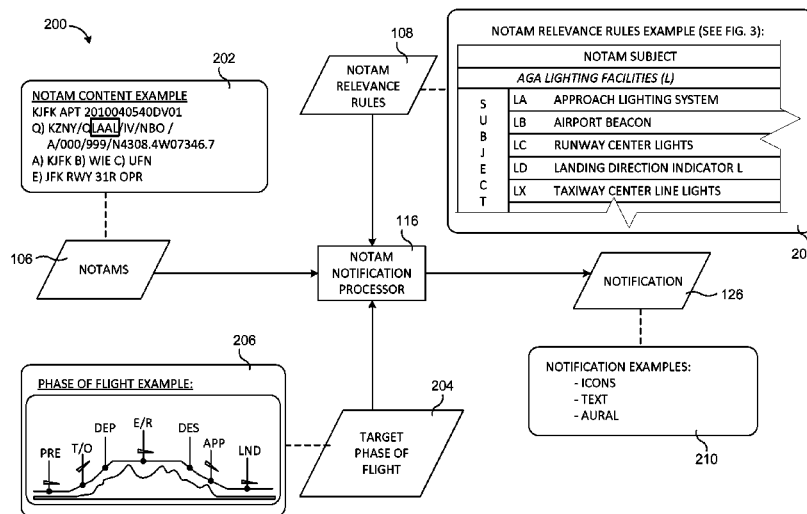 200
202
NOTAM CONTENT EXAMPLE
KJFK APT 2010040540DV01
Q) KZNY/QLAAL/IV/NBO /
A/000/999/N4308.4W07346.7
A) KJFK B) WIE C) UFN
E) JFK RWY 31R OPR
108
NOTAM
RELEVANCE
RULES
NOTAM RELEVANCE RULES EXAMPLE (SEE FIG. 3):
NOTAM SUBJECT
AGA LIGHTING FACILITIES (L)
SUBJECT
LA APPROACH LIGHTING SYSTEM
LB AIRPORT BEACON
LC RUNWAY CENTER LIGHTS
LD LANDING DIRECTION INDICATOR L
LX TAXIWAY CENTER LINE LIGHTS
20
106
NOTAMS
116
NOTAM
NOTIFICATION
PROCESSOR
NOTIFICATION
126
206
PHASE OF FLIGHT EXAMPLE:
PRE
T/O
DEP
E/R
DES
APP
LND
204
TARGET
PHASE OF
FLIGHT
NOTIFICATION EXAMPLES:
- ICONS
- TEXT
- AURAL
210